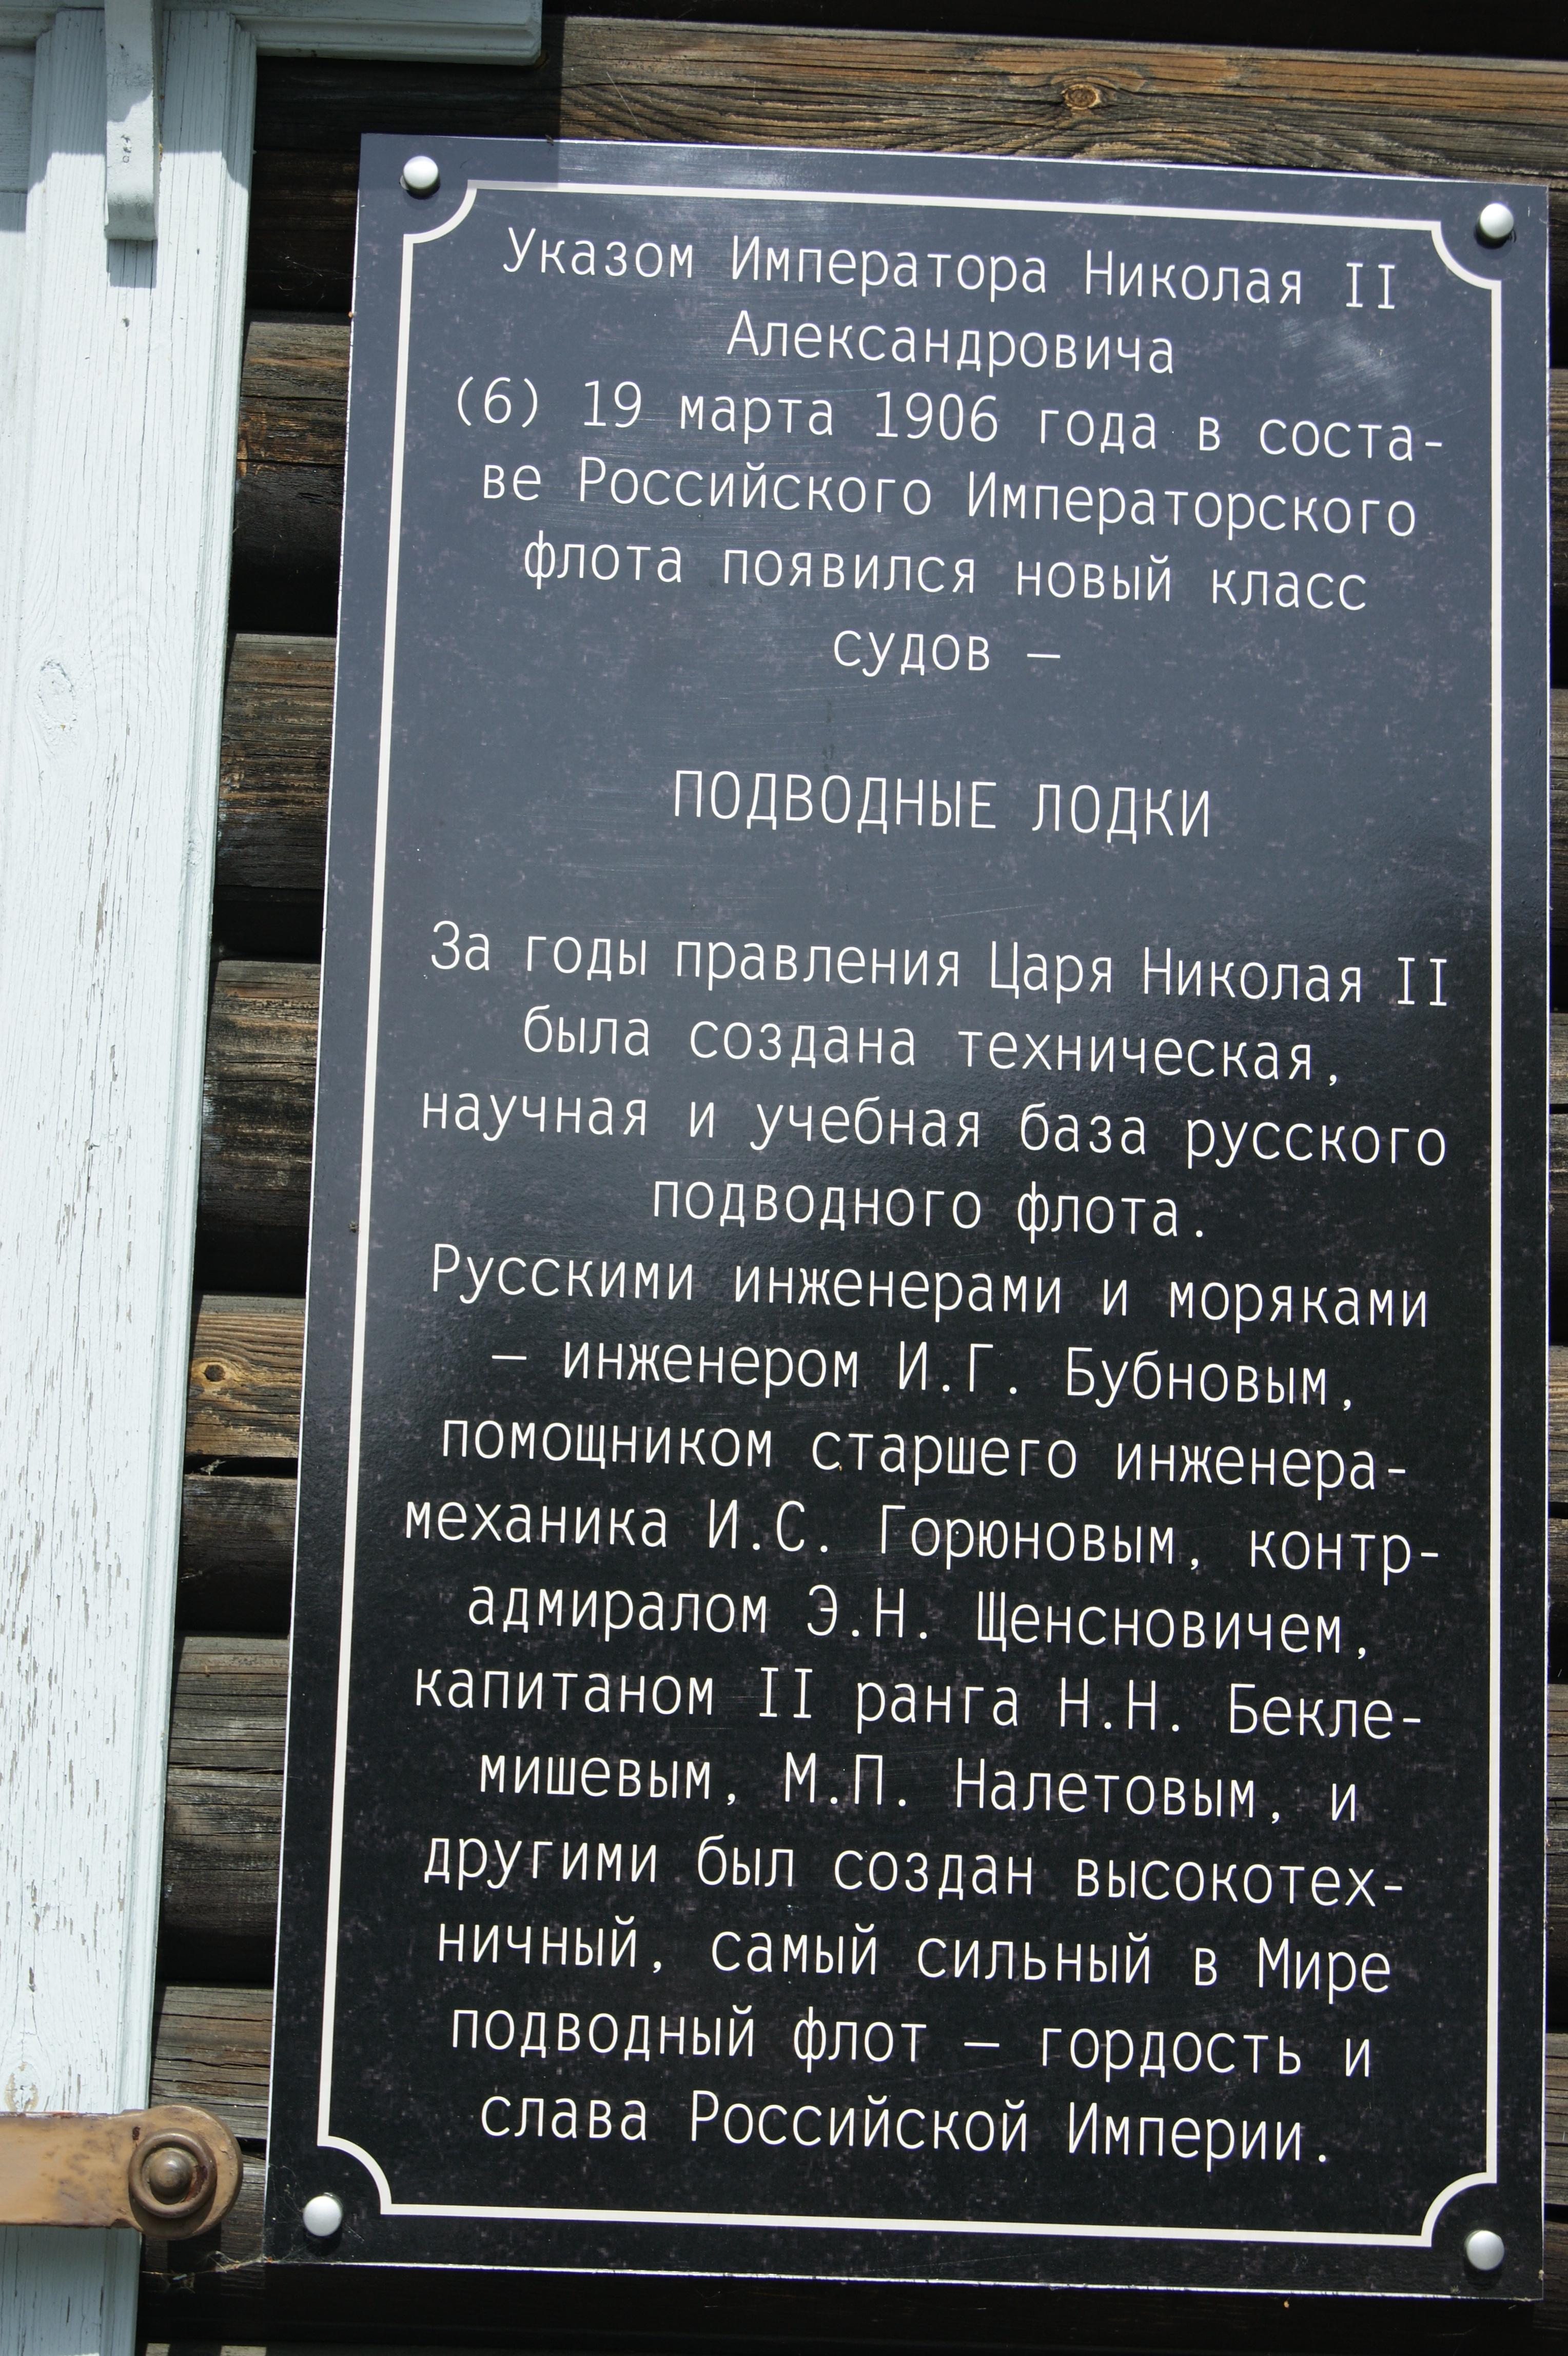 Указом Императора Николая II
Александровича
(6) 19 марта 1906 года в соста-
ве Российского Императорского
флота появился новый класс
судов –
ПОДВОДНЫЕ ЛОДКИ
За годы правления Царя Николая II
была создана техническая,
научная и учебная база русского
подводного флота.
Русскими инженерами и моряками
– инженером И.Г. Бубновым,
помощником старшего инженера-
механика И.С. Горюновым, контр-
адмиралом Э.Н. Щенсновичем,
капитаном II ранга Н.Н. Бекле-
мишевым, М.П. Налетовым, и
другими был создан высокотех-
ничный, самый сильный в Мире
подводный флот – гордость и
слава Российской Империи.